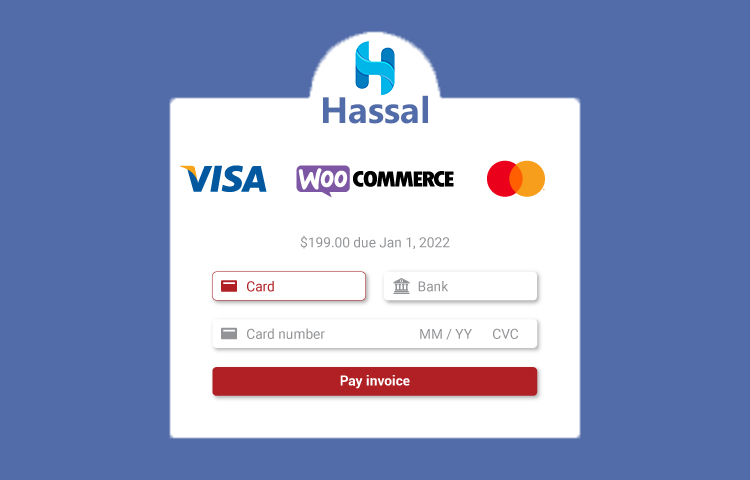 Hassal
VISA WOO COMMERCE
$199.00 due Jan 1, 2022
Card Bank
Card number MM / YY CVC
Pay invoice